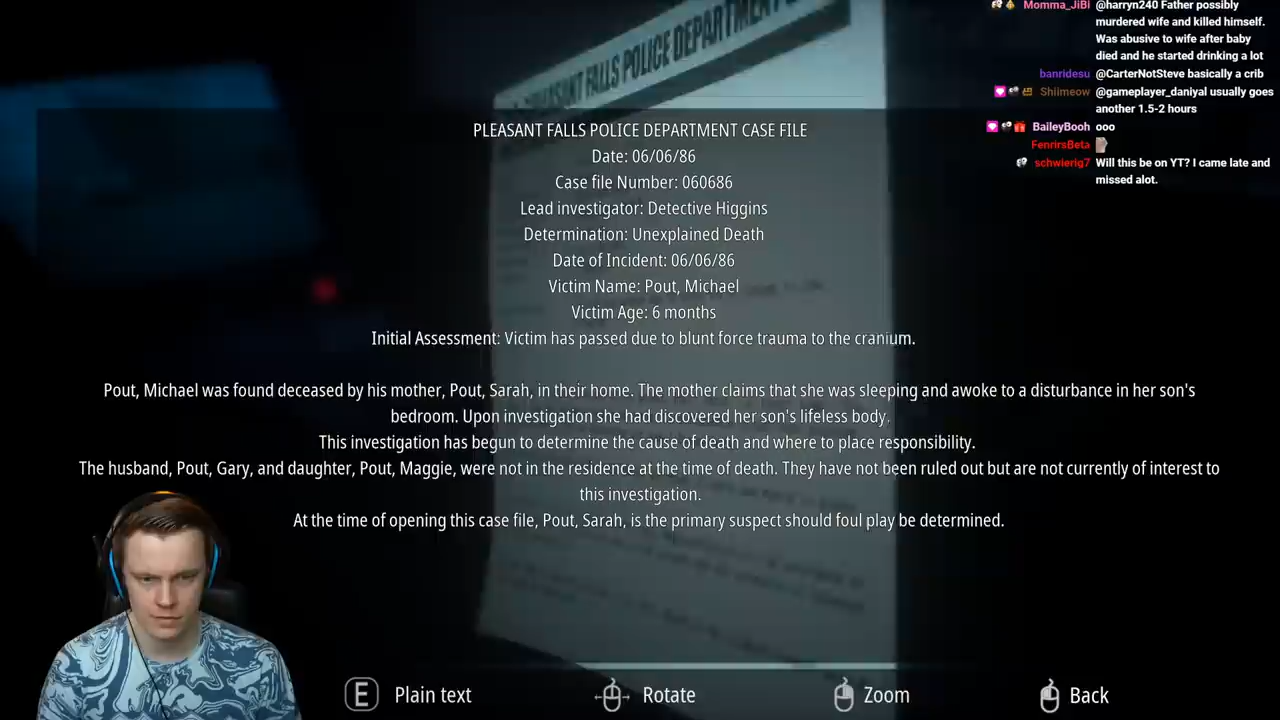 PLEASANT FALLS POLICE DEPARTMENT
PLEASANT FALLS POLICE DEPARTMENT CASE FILE
Date: 06/06/86
Case file Number: 060686
Lead investigator: Detective Higgins
Determination: Unexplained Death
Date of Incident: 06/06/86
Victim Name: Pout, Michael
Victim Age: 6 months
Initial Assessment: Victim has passed due to blunt force trauma to the cranium.
Pout, Michael was found deceased by his mother, Pout, Sarah, in their home. The mother claims that she was sleeping and awoke to a disturbance in her son's
bedroom. Upon investigation she had discovered her son's lifeless body.
This investigation has begun to determine the cause of death and where to place responsibility.
The husband, Pout, Gary, and daughter, Pout, Maggie, were not in the residence at the time of death. They have not been ruled out but are not currently of interest to
this investigation.
At the time of opening this case file, Pout, Sarah, is the primary suspect should foul play be determined.
Momma_JiBi @harryn240 Father possibly
murdered wife and killed himself.
Was abusive to wife after baby
died and he started drinking a lot
banridesu @CarterNotSteve basically a crib
Shiimeow @gameplayer_daniyal usually goes
another 1.5-2 hours
BaileyBooh ooo
FenrirsBeta
schwierig7 Will this be on YT? I came late and
missed alot.
E Plain text
Rotate
Zoom
Back